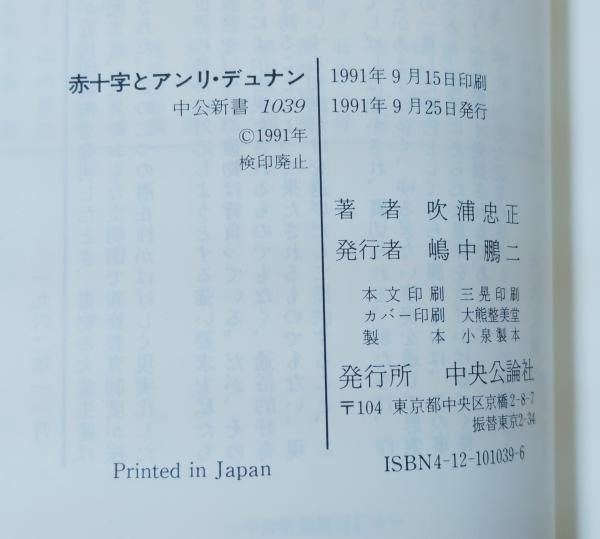 赤十字とアンリ・デュナン
中公新書 1039
©1991年
検印廃止
1991年9月15日印刷
1991年9月25日発行
著者 吹浦忠正
発行者 嶋中鵬二
本文印刷 三晃印刷
カバー印刷 大熊整美堂
製本 小泉製本
発行所 中央公論社
〒104 東京都中央区京橋2-8-7
振替東京2-34
Printed in Japan
ISBN4-12-101039-6